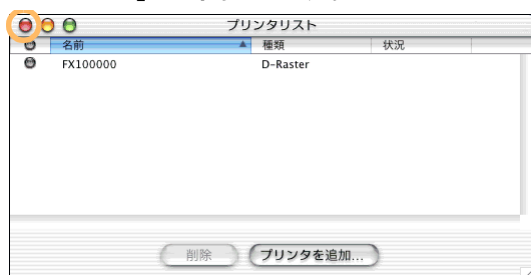 プリンタリスト
名前 種類 状況
FX100000 D-Raster
削除 プリンタを追加...